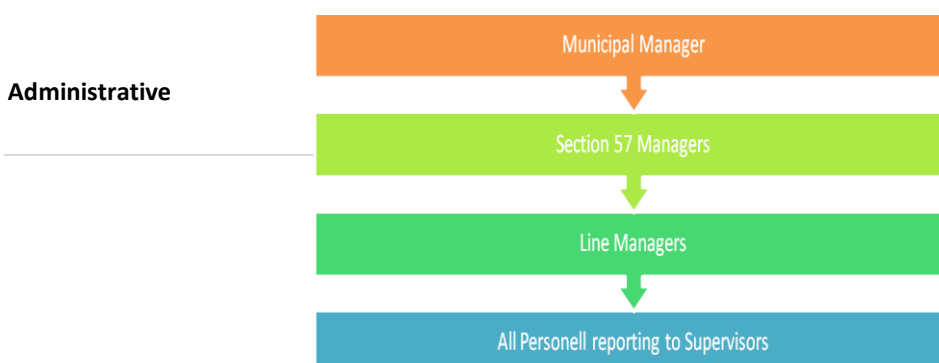 Municipal Manager
Administrative
Section 57 Managers
Line Managers
All Personell reporting to Supervisors